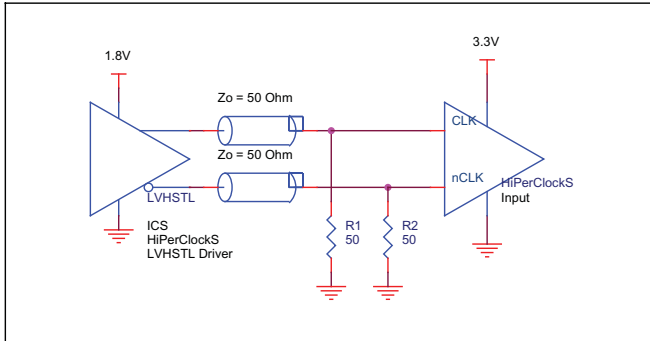 1.8V
3.3V
Zo = 50 Ohm
CLK
Zo = 50 Ohm
nCLK
LVHSTL
HiPerClockS
Input
ICS
HiPerClockS
LVHSTL Driver
R1
50
R2
50